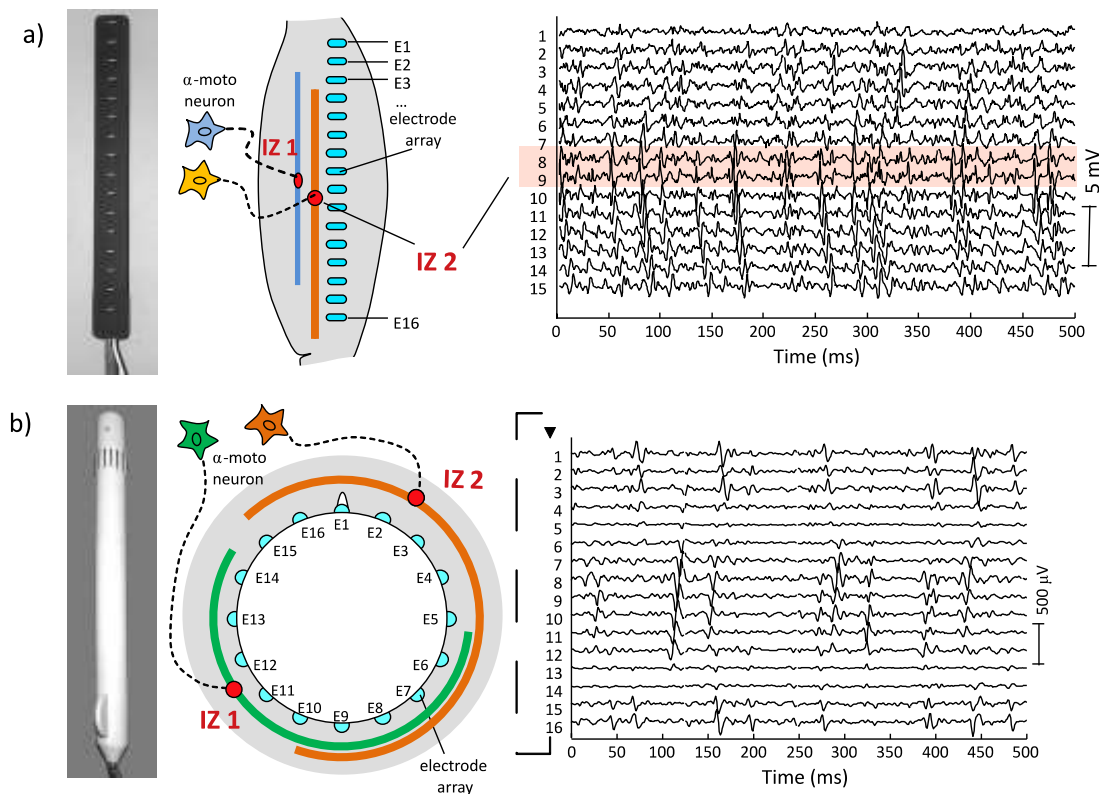 a)
α-moto
neuron
IZ 1
IZ 2
E1
E2
E3
...
electrode
array
E16
1
2
3
4
5
6
7
8
9
10
11
12
13
14
15
5 mV
0 50 100 150 200 250 300 350 400 450 500
Time (ms)
b)
α-moto
neuron
IZ 2
IZ 1
E1
E2
E3
E4
E5
E6
E7
E8
E9
E10
E11
E12
E13
E14
E15
E16
electrode
array
1
2
3
4
5
6
7
8
9
10
11
12
13
14
15
16
500 µV
0 50 100 150 200 250 300 350 400 450 500
Time (ms)